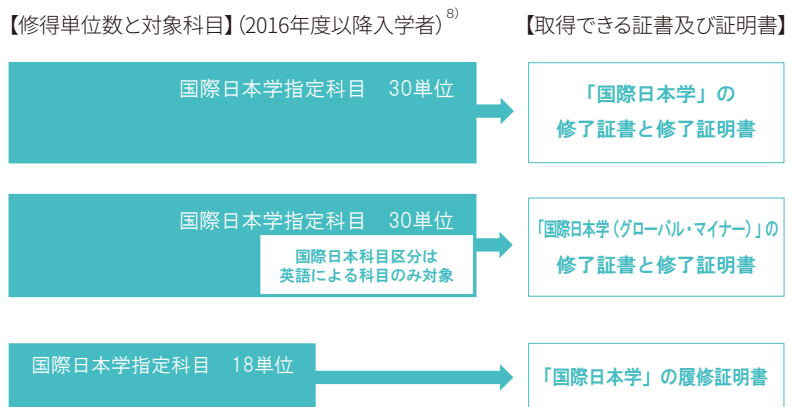 【修得単位数と対象科目】(2016年度以降入学者)8)
【取得できる証書及び証明書】
国際日本学指定科目　30単位
「国際日本学」の
修了証書と修了証明書
国際日本学指定科目　30単位
国際日本科目区分は
英語による科目のみ対象
「国際日本学(グローバル・マイナー)」の
修了証書と修了証明書
国際日本学指定科目　18単位
「国際日本学」の履修証明書